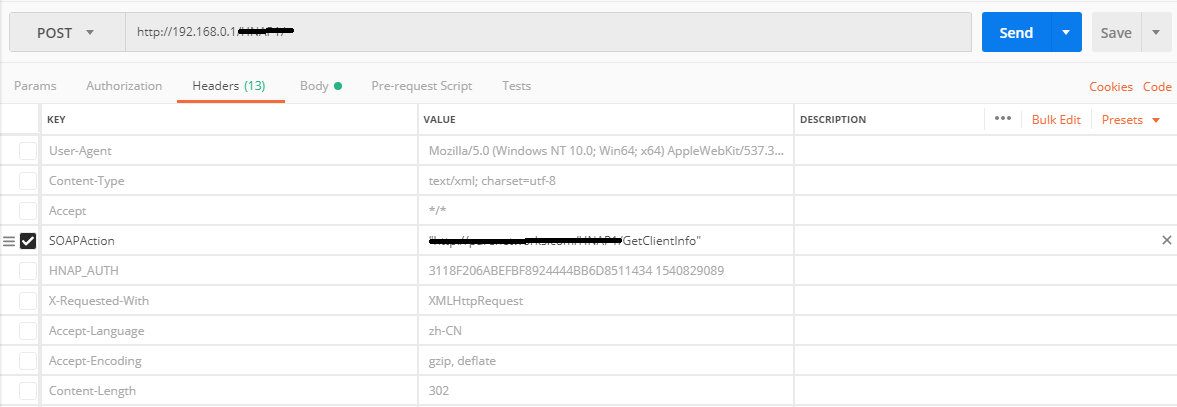 POST http://192.168.0.1/ Send Save
Params Authorization Headers (13) Body Pre-request Script Tests Cookies Code
KEY VALUE DESCRIPTION ••• Bulk Edit Presets
User-Agent Mozilla/5.0 (Windows NT 10.0; Win64; x64) AppleWebKit/537.3...
Content-Type text/xml; charset=utf-8
Accept */*
SOAPAction /GetClientInfo"
HNAP_AUTH 3118F206ABEFBF8924444BB6D8511434 1540829089
X-Requested-With XMLHttpRequest
Accept-Language zh-CN
Accept-Encoding gzip, deflate
Content-Length 302